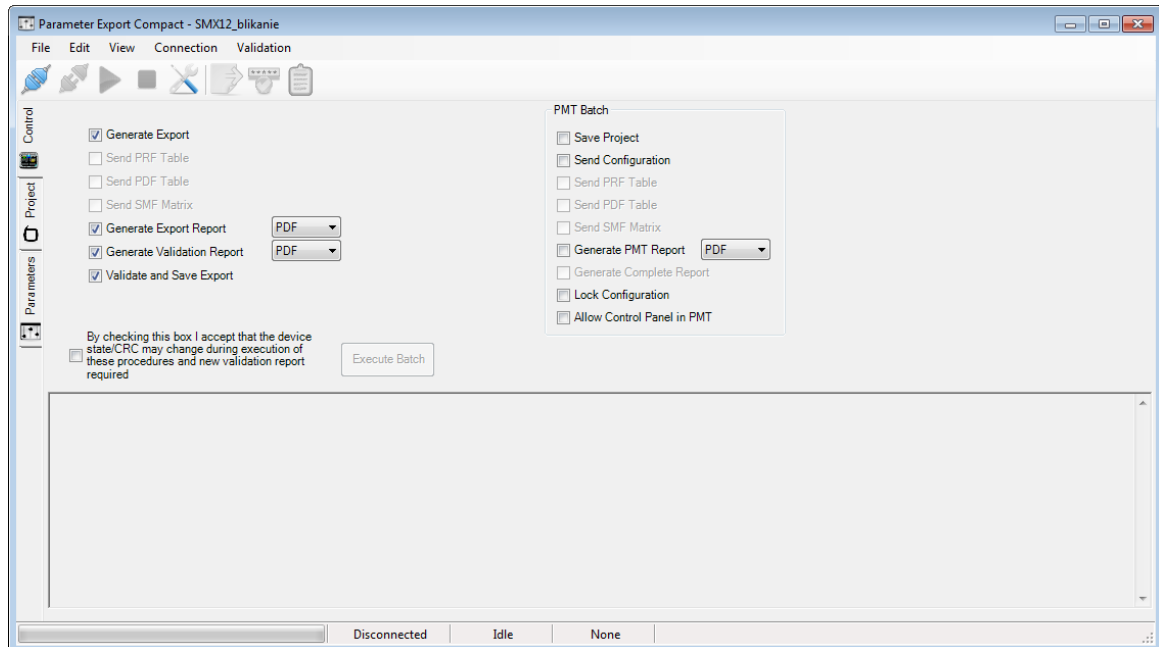 Parameter Export Compact - SMX12_blikanie
File Edit View Connection Validation
Control
Project
Parameters
Generate Export
Send PRF Table
Send PDF Table
Send SMF Matrix
Generate Export Report PDF
Generate Validation Report PDF
Validate and Save Export
By checking this box I accept that the device
state/CRC may change during execution of
these procedures and new validation report
required
Execute Batch
PMT Batch
Save Project
Send Configuration
Send PRF Table
Send PDF Table
Send SMF Matrix
Generate PMT Report PDF
Generate Complete Report
Lock Configuration
Allow Control Panel in PMT
Disconnected Idle None